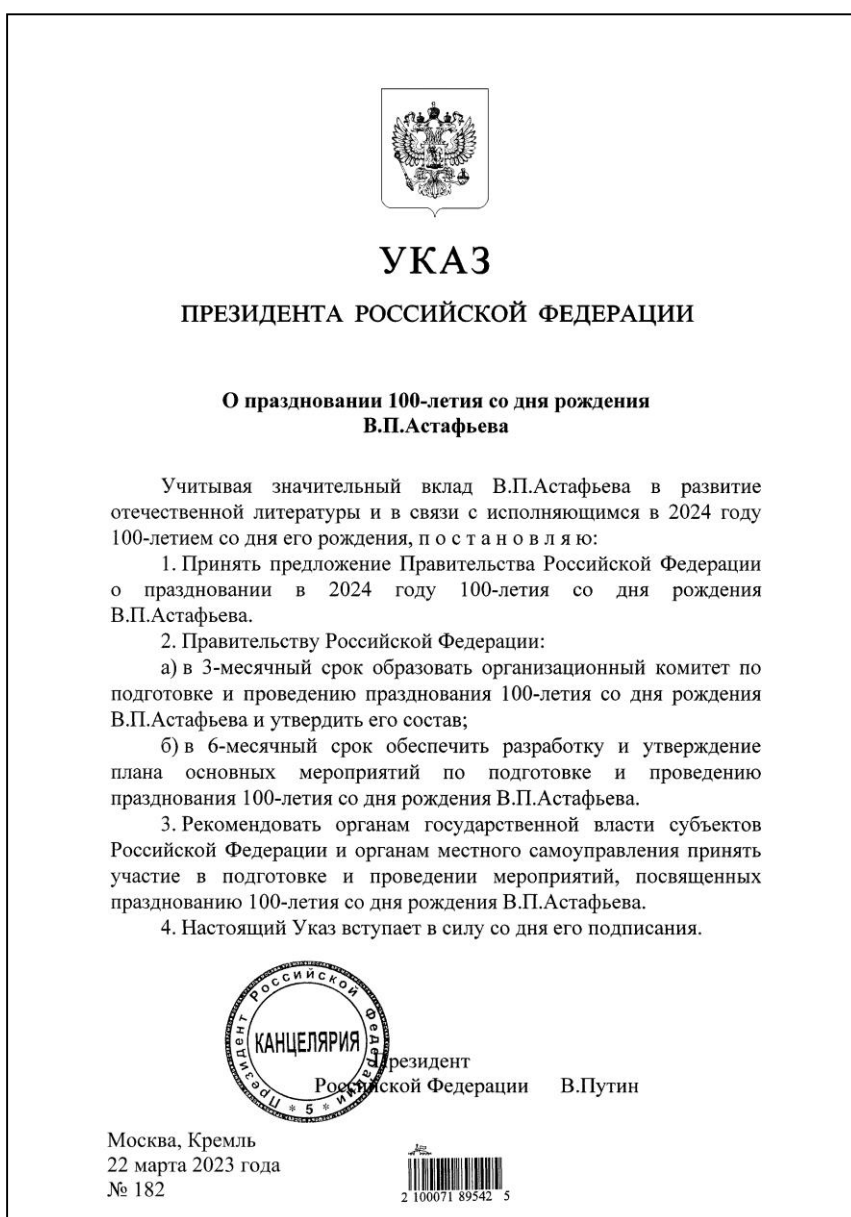 УКАЗ
ПРЕЗИДЕНТА РОССИЙСКОЙ ФЕДЕРАЦИИ
О праздновании 100-летия со дня рождения
В.П.Астафьева
Учитывая значительный вклад В.П.Астафьева в развитие
отечественной литературы и в связи с исполняющимся в 2024 году
100-летием со дня его рождения, п о с т а н о в л я ю:
1. Принять предложение Правительства Российской Федерации
о праздновании в 2024 году 100-летия со дня рождения
В.П.Астафьева.
2. Правительству Российской Федерации:
а) в 3-месячный срок образовать организационный комитет по
подготовке и проведению празднования 100-летия со дня рождения
В.П.Астафьева и утвердить его состав;
б) в 6-месячный срок обеспечить разработку и утверждение
плана основных мероприятий по подготовке и проведению
празднования 100-летия со дня рождения В.П.Астафьева.
3. Рекомендовать органам государственной власти субъектов
Российской Федерации и органам местного самоуправления принять
участие в подготовке и проведении мероприятий, посвященных
празднованию 100-летия со дня рождения В.П.Астафьева.
4. Настоящий Указ вступает в силу со дня его подписания.
Президент Российской Федерации
* 5 *
КАНЦЕЛЯРИЯ
Президент
Российской Федерации В.Путин
Москва, Кремль
22 марта 2023 года
№ 182
2 100071 89542 5